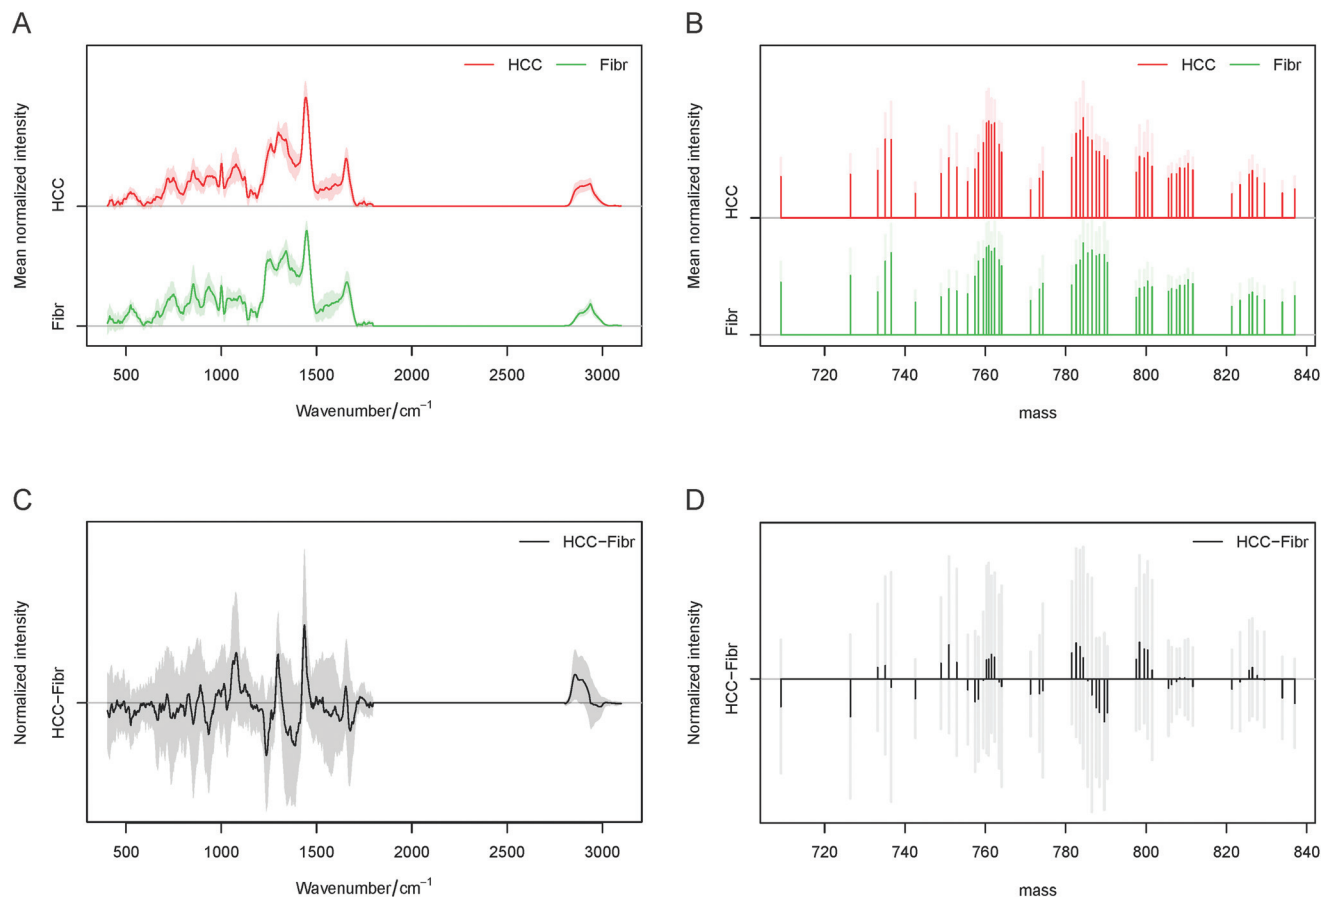 A
HCC Fibr
Mean normalized intensity
HCC
Fibr
500 1000 1500 2000 2500 3000
Wavenumber/cm⁻¹
B
HCC Fibr
Mean normalized intensity
HCC
Fibr
720 740 760 780 800 820 840
mass
C
HCC−Fibr
Normalized intensity
HCC−Fibr
500 1000 1500 2000 2500 3000
Wavenumber/cm⁻¹
D
HCC−Fibr
Normalized intensity
HCC−Fibr
720 740 760 780 800 820 840
mass